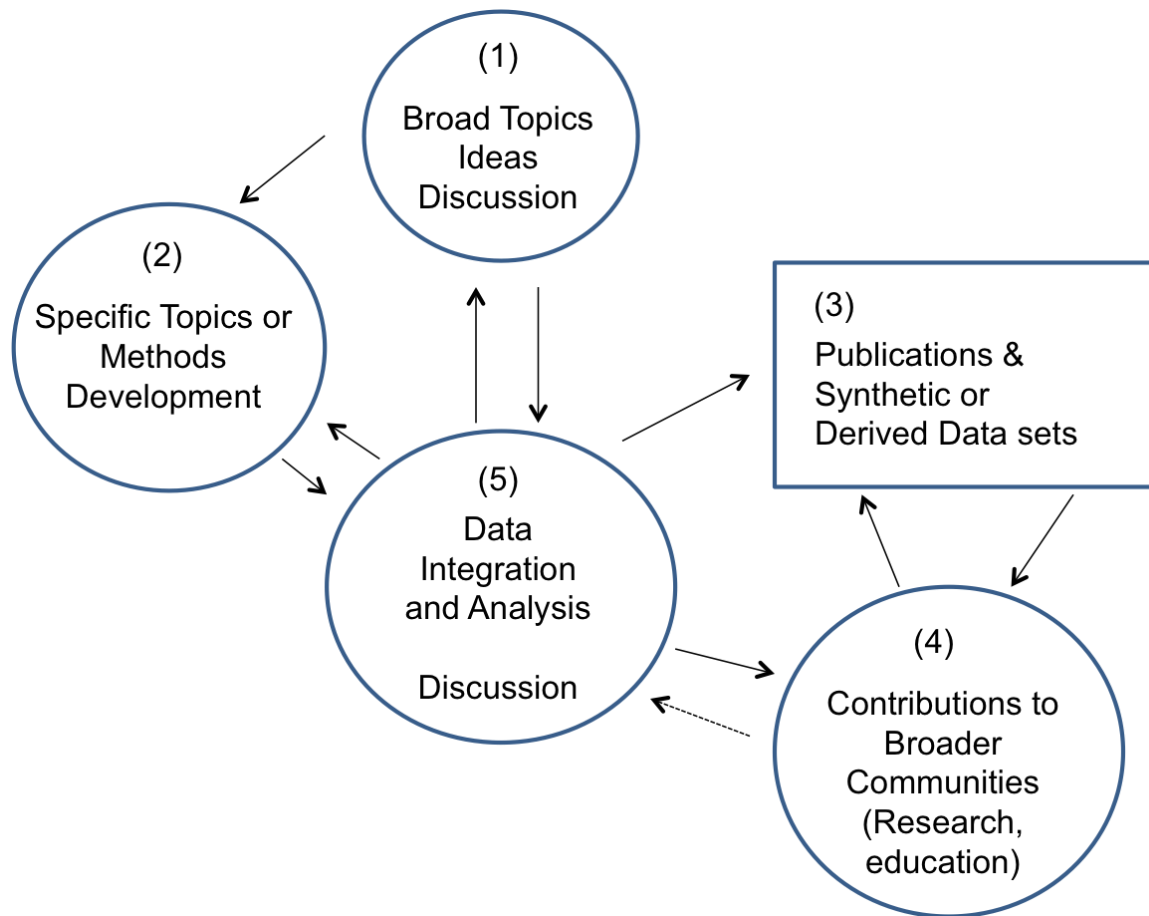 (1)
Broad Topics
Ideas
Discussion
(2)
Specific Topics or
Methods
Development
(3)
Publications &
Synthetic or
Derived Data sets
(5)
Data
Integration
and Analysis
Discussion
(4)
Contributions to
Broader
Communities
(Research,
education)